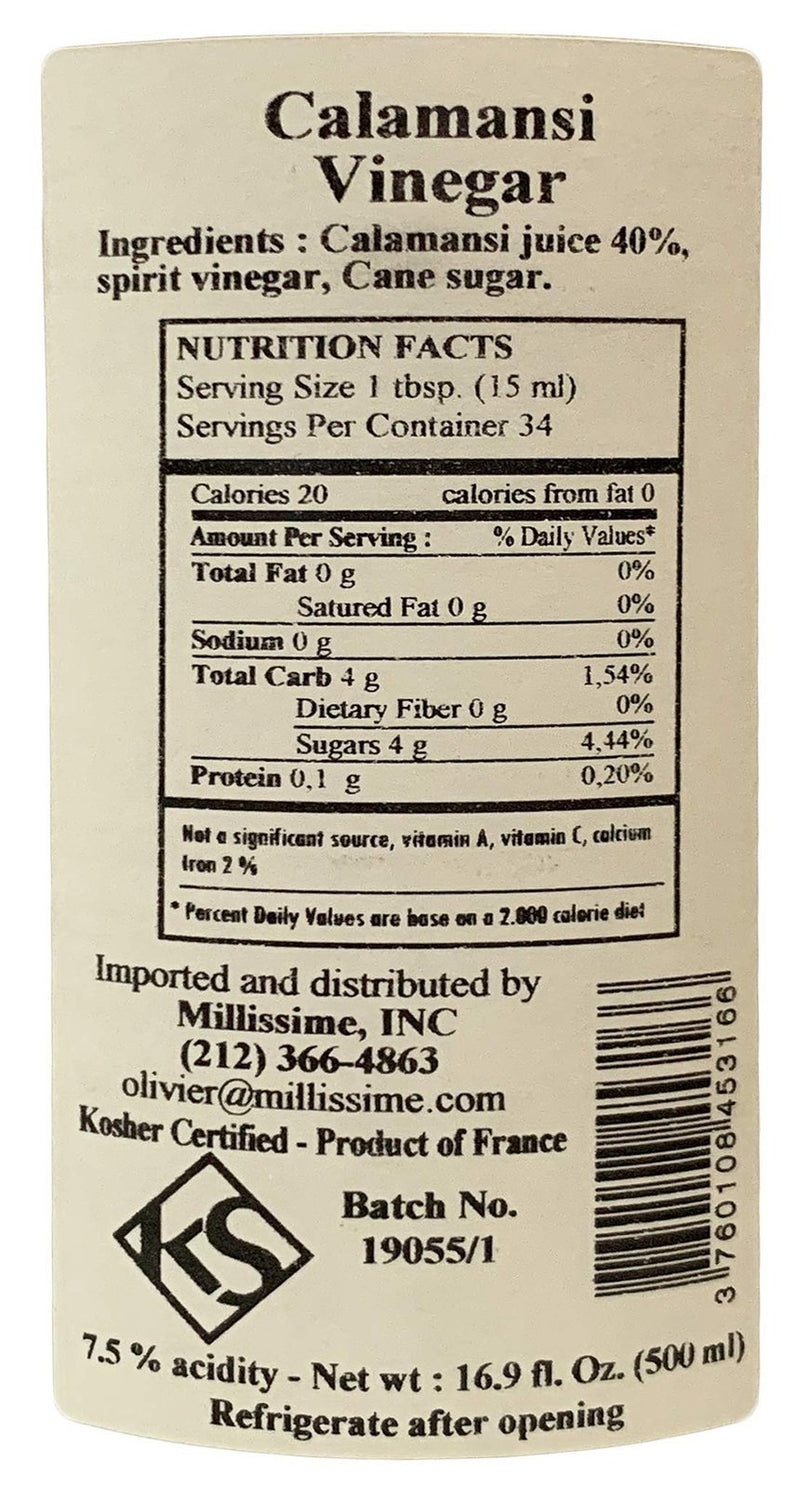 Calamansi
Vinegar
Ingredients : Calamansi juice 40%,
spirit vinegar, Cane sugar.
NUTRITION FACTS
Serving Size 1 tbsp. (15 ml)
Servings Per Container 34
Calories 20 calories from fat 0
Amount Per Serving : % Daily Values*
Total Fat 0 g 0%
Satured Fat 0 g 0%
Sodium 0 g 0%
Total Carb 4 g 1,54%
Dietary Fiber 0 g 0%
Sugars 4 g 4,44%
Protein 0,1 g 0,20%
Not a significant source, vitamin A, vitamin C, calcium
Iron 2 %
* Percent Daily Values are base on a 2.000 calorie diet
Imported and distributed by
Millissime, INC
(212) 366-4863
olivier@millissime.com
Kosher Certified - Product of France
KS
Batch No.
19055/1
3 760108 453166
7.5 % acidity - Net wt : 16.9 fl. Oz. (500 ml)
Refrigerate after opening